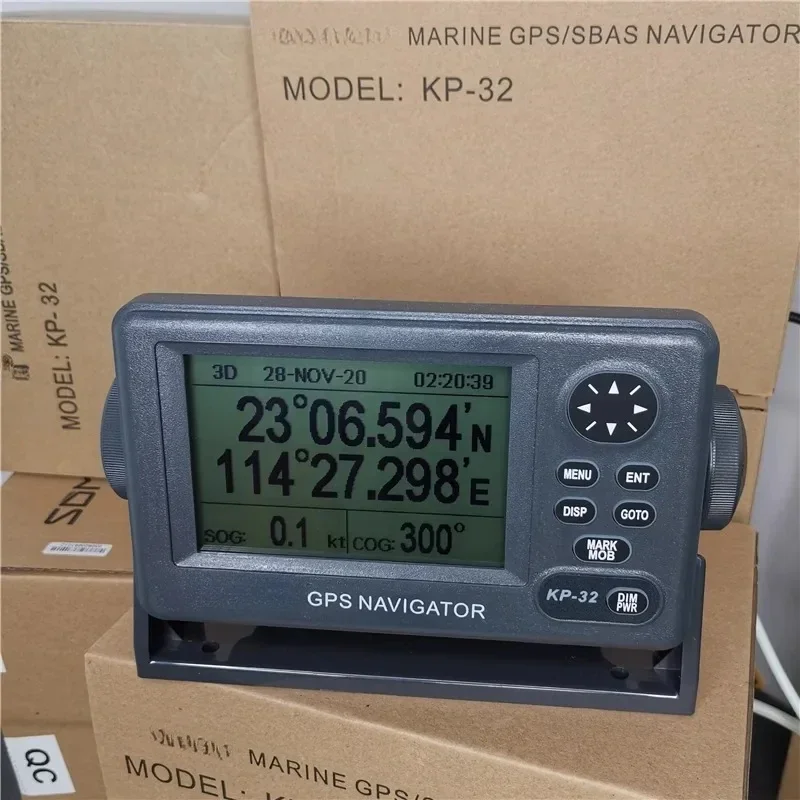 MARINE GPS/SBAS NAVIGATOR
MODEL: KP-32
MARINE GPS/
MODEL: KP-32
3D 28-NOV-20 02:20:39
23°06.594'N
114°27.298'E
SOG: 0.1 kt COG: 300°
MENU ENT
DISP GOTO
MARK
MOB
KP-32 DIM
PWR
GPS NAVIGATOR
QC
MARINE GPS/S
MODEL: